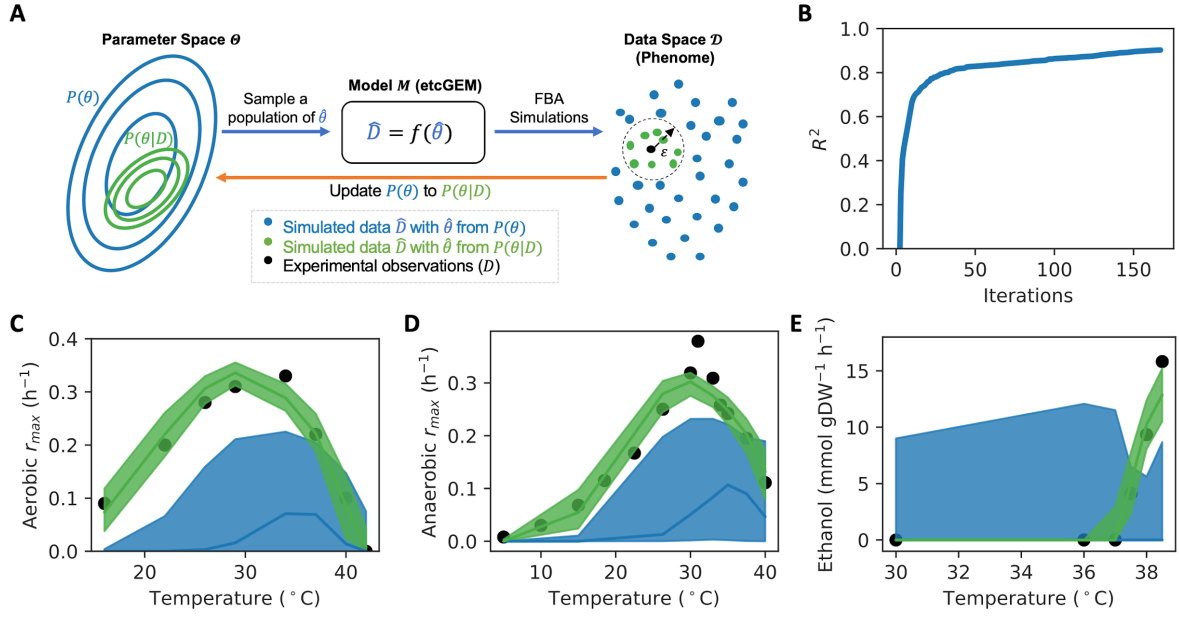 A
Parameter Space Θ
P(θ)
P(θ|D)
Sample a
population of θ̂
Model M (etcGEM)
D̂ = f(θ̂)
FBA
Simulations
Data Space 𝒟
(Phenome)
ε
Update P(θ) to P(θ|D)
Simulated data D̂ with θ̂ from P(θ)
Simulated data D̂ with θ̂ from P(θ|D)
Experimental observations (D)
B
1.0
0.8
0.6
0.4
0.2
0.0
R²
0 50 100 150
Iterations
C
0.4
0.3
0.2
0.1
0.0
Aerobic r_max (h⁻¹)
20 30 40
Temperature (°C)
D
0.3
0.2
0.1
0.0
Anaerobic r_max (h⁻¹)
10 20 30 40
Temperature (°C)
E
15
10
5
0
Ethanol (mmol gDW⁻¹ h⁻¹)
30 32 34 36 38
Temperature (°C)